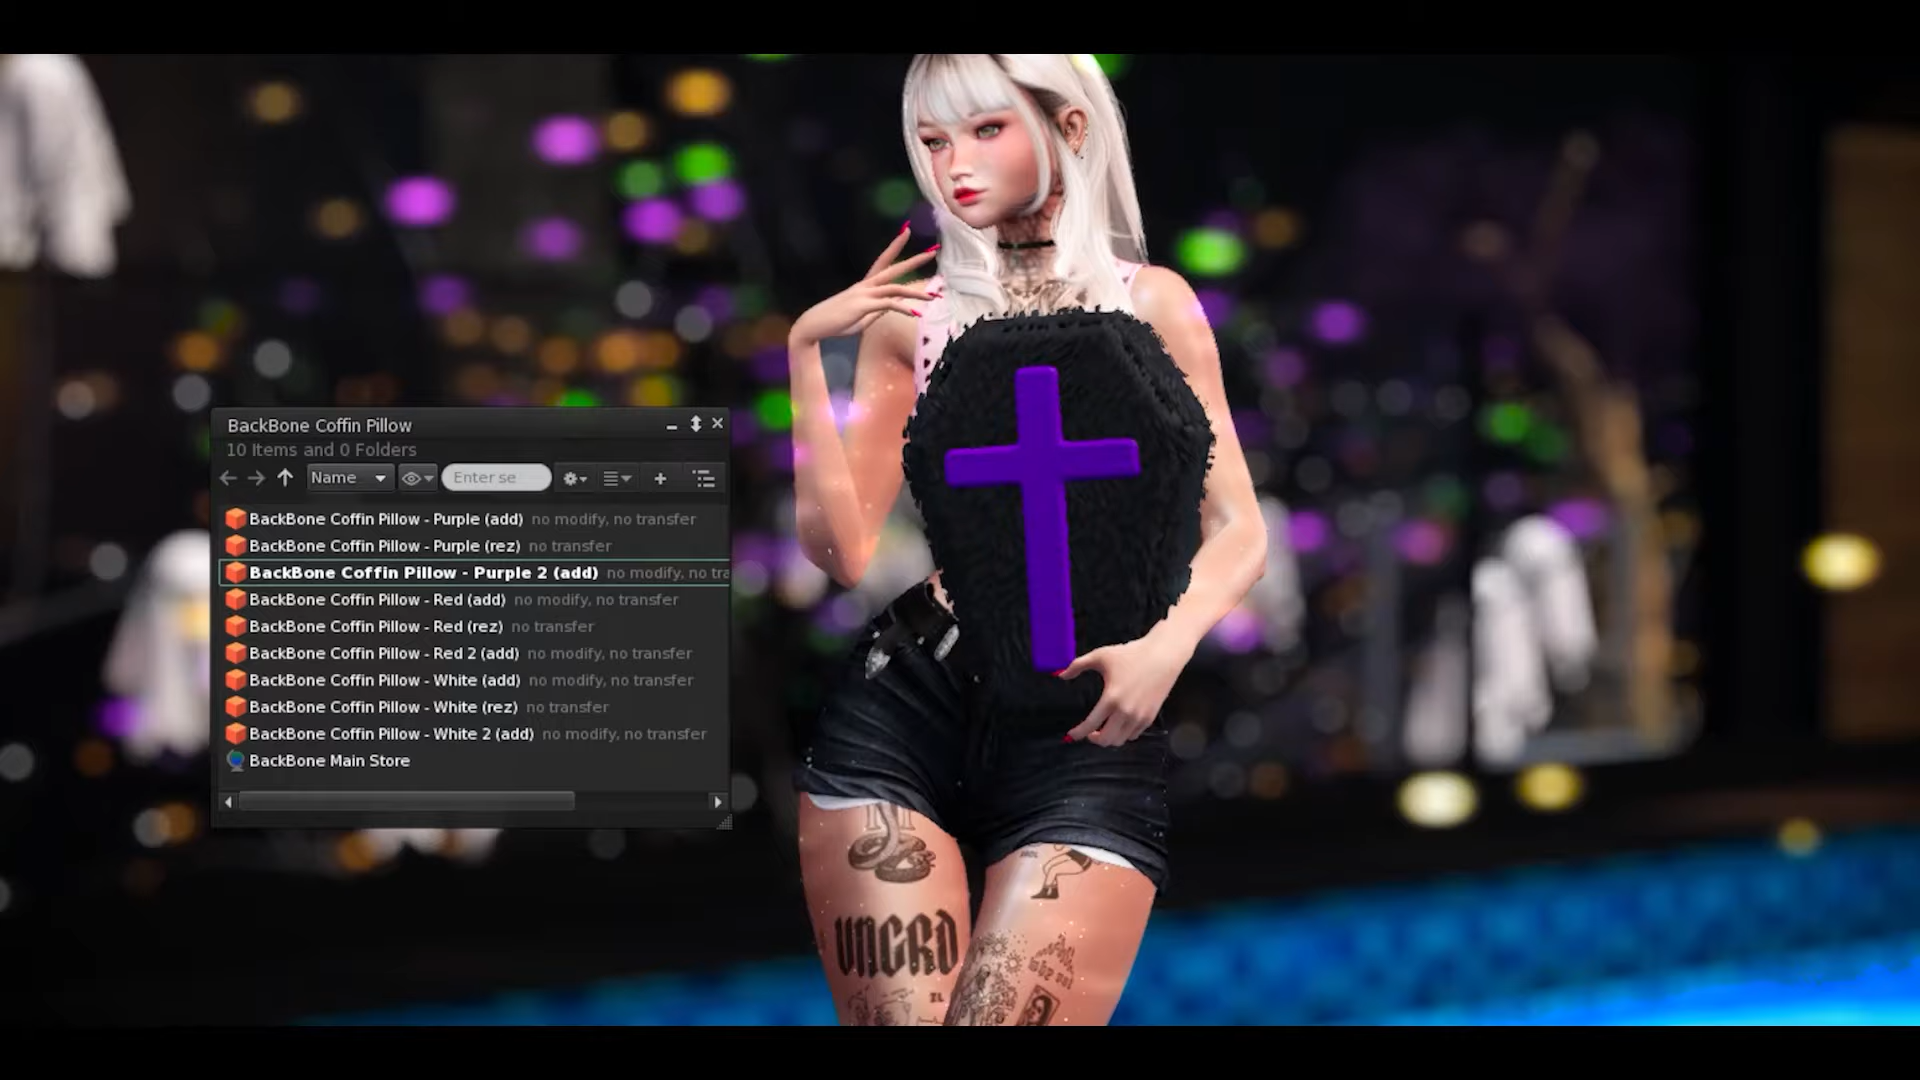 BackBone Coffin Pillow
10 Items and 0 Folders
Name
Enter se
BackBone Coffin Pillow - Purple (add) no modify, no transfer
BackBone Coffin Pillow - Purple (rez) no transfer
BackBone Coffin Pillow - Purple 2 (add) no modify, no tra
BackBone Coffin Pillow - Red (add) no modify, no transfer
BackBone Coffin Pillow - Red (rez) no transfer
BackBone Coffin Pillow - Red 2 (add) no modify, no transfer
BackBone Coffin Pillow - White (add) no modify, no transfer
BackBone Coffin Pillow - White (rez) no transfer
BackBone Coffin Pillow - White 2 (add) no modify, no transfer
BackBone Main Store
VNGRD